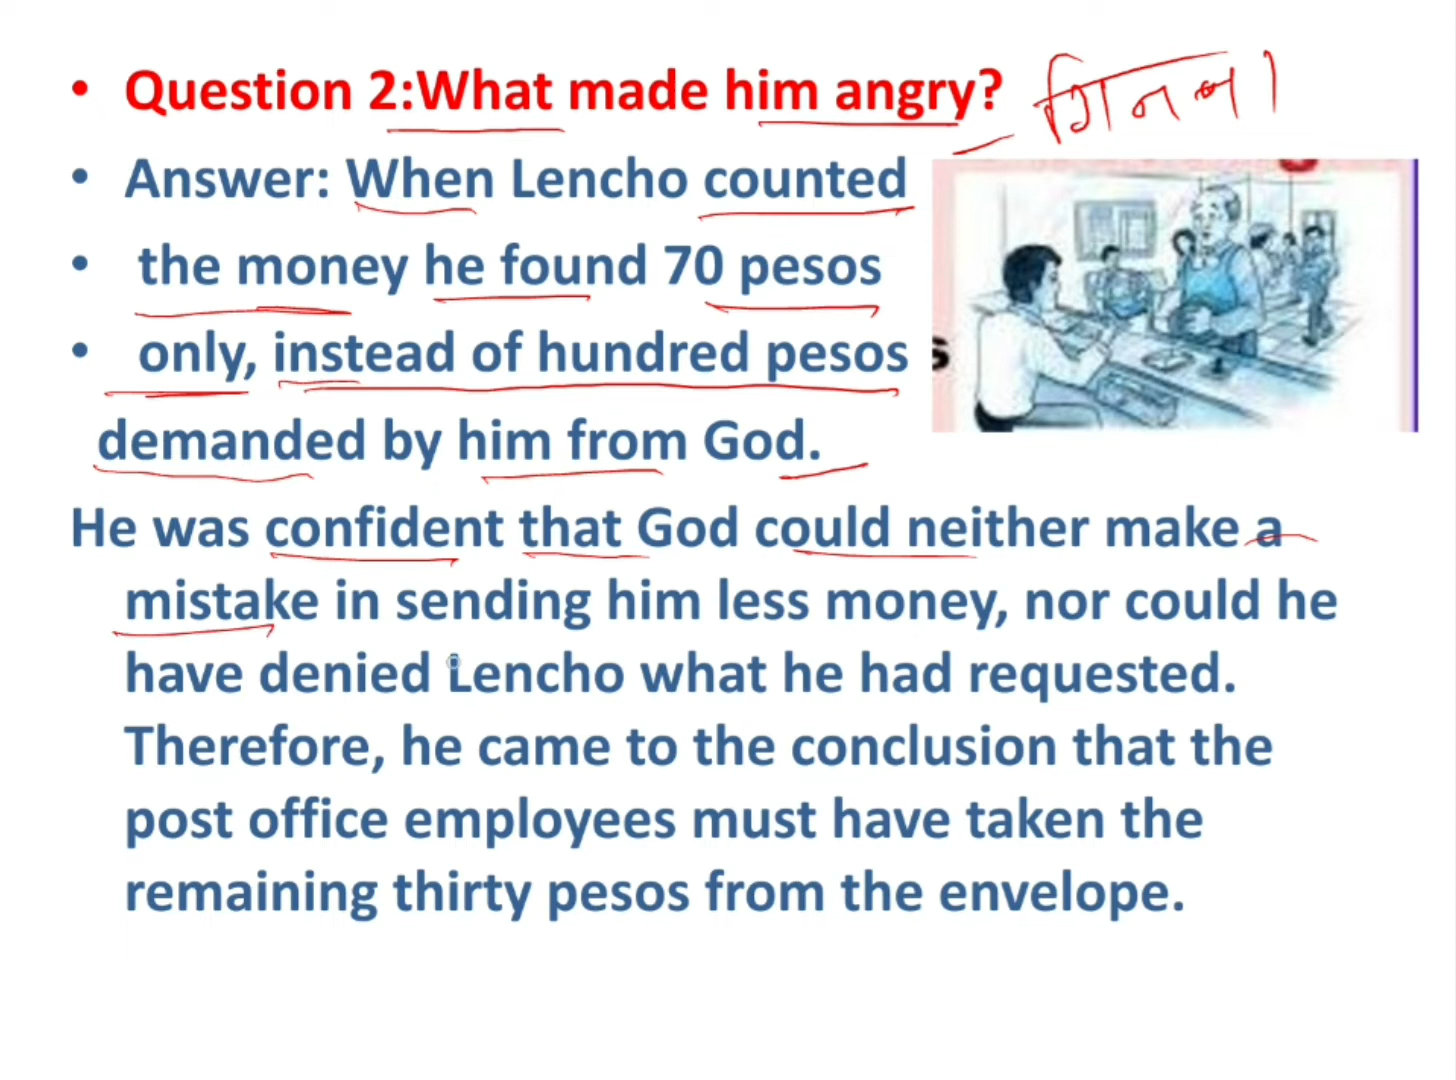 • Question 2:What made him angry? गिनना
• Answer: When Lencho counted
• the money he found 70 pesos
• only, instead of hundred pesos s
demanded by him from God.
He was confident that God could neither make a
mistake in sending him less money, nor could he
have denied Lencho what he had requested.
Therefore, he came to the conclusion that the
post office employees must have taken the
remaining thirty pesos from the envelope.